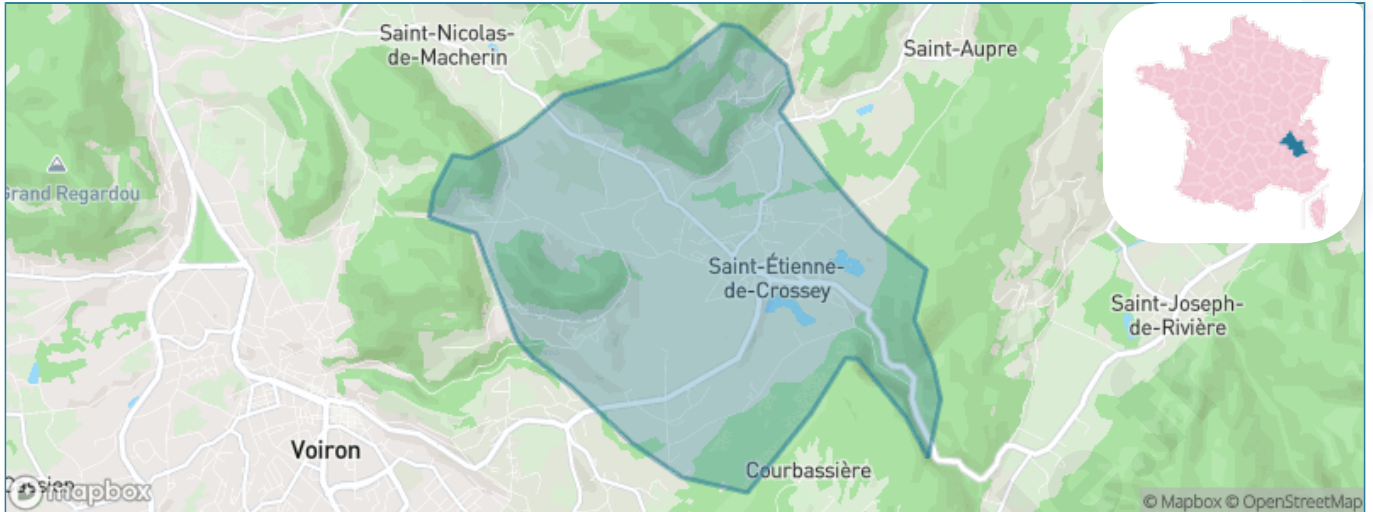 Saint-Nicolas-
de-Macherin
Saint-Aupre
Grand Regardou
Saint-Étienne-
de-Crossey
Saint-Joseph-
de-Rivière
Voiron
Courbassière
mapbox
© Mapbox © OpenStreetMap